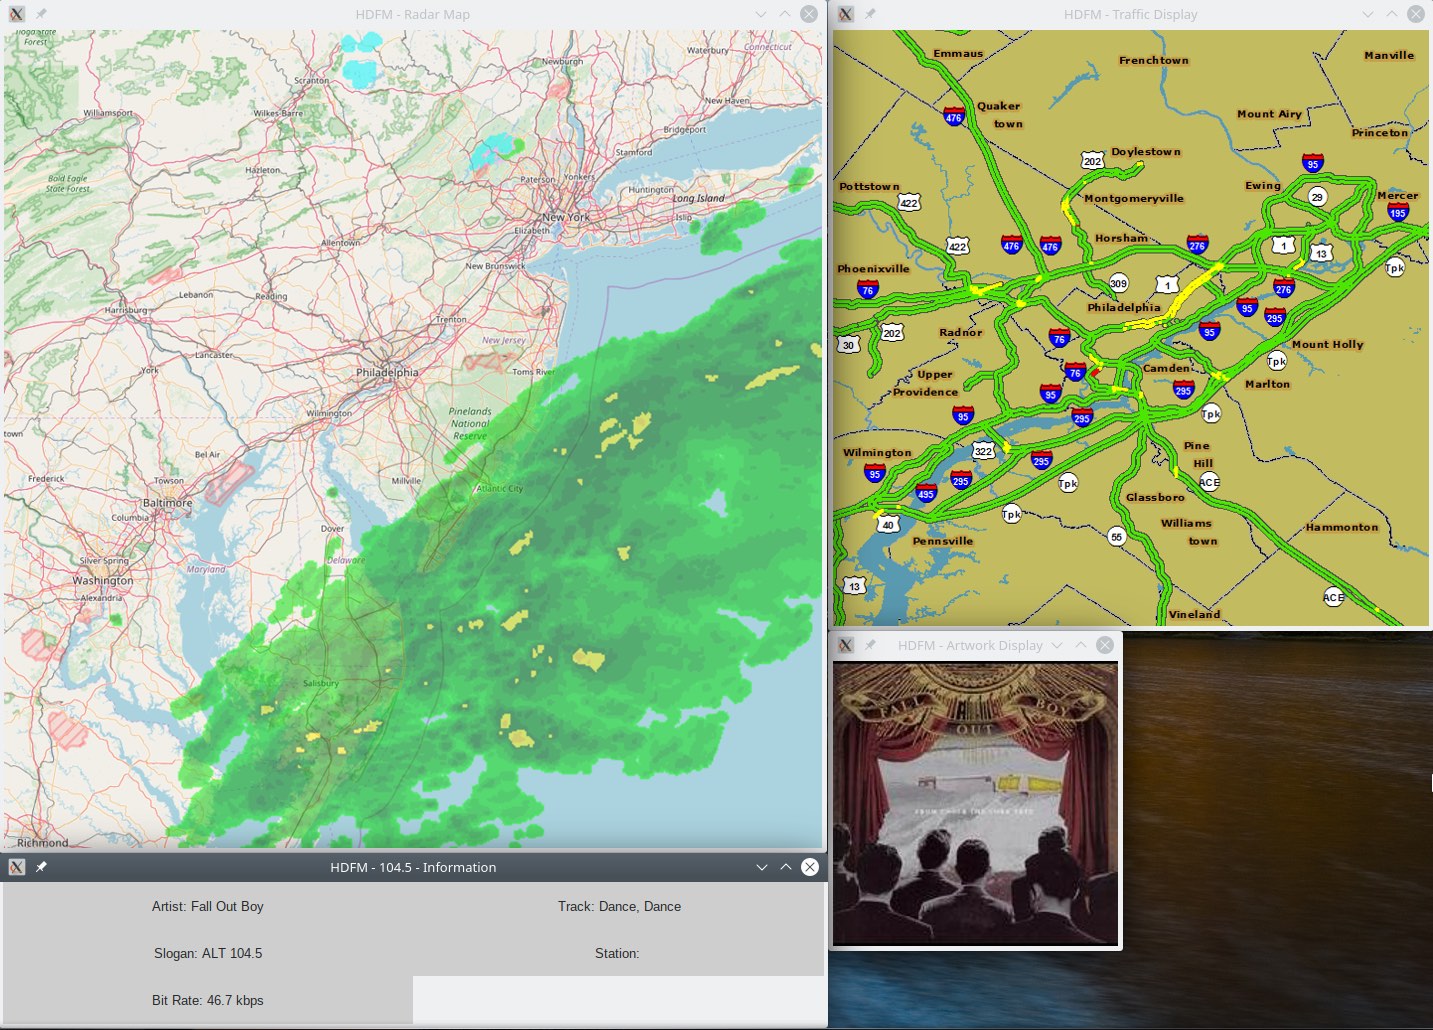 HDFM - Radar Map
State
Forest
Scranton
Newburgh
Waterbury
Connecticut
Williamsport
Wilkes-Barre
New Haven
Bridgeport
Stamford
Hazleton
Bald Eagle
State Forest
Paterson
Yonkers
Huntington
Long Island
New York
Islip
Elizabeth
Allentown
New Brunswick
Lebanon
Reading
Harrisburg
Trenton
New Jersey
Lancaster
York
Philadelphia
Toms River
Wilmington
Pinelands
National
Reserve
town
Bel Air
Frederick
Towson
Millville
Atlantic City
Baltimore
Columbia
Dover
Silver Spring
Delaware
Maryland
Washington
Alexandria
Salisbury
Richmond
HDFM - Traffic Display
Emmaus
Frenchtown
Manville
Quaker
town
476
Mount Airy
Princeton
202
Doylestown
95
Pottstown
Ewing
29
Mercer
422
Montgomeryville
195
422
476
476
Horsham
276
1
13
Phoenixville
Tpk
76
309
1
276
Philadelphia
95
295
30
202
Radnor
76
95
Mount Holly
Tpk
Upper
Providence
76
Camden
Marlton
95
295
95
295
Tpk
Wilmington
322
Pine
Hill
95
295
295
495
Tpk
ACE
Glassboro
40
Tpk
Williams
town
Hammonton
Pennsville
55
13
ACE
Vineland
HDFM - Artwork Display
FALL
OUT
BOY
FROM UNDER THE CORK TREE
HDFM - 104.5 - Information
Artist: Fall Out Boy
Track: Dance, Dance
Slogan: ALT 104.5
Station:
Bit Rate: 46.7 kbps